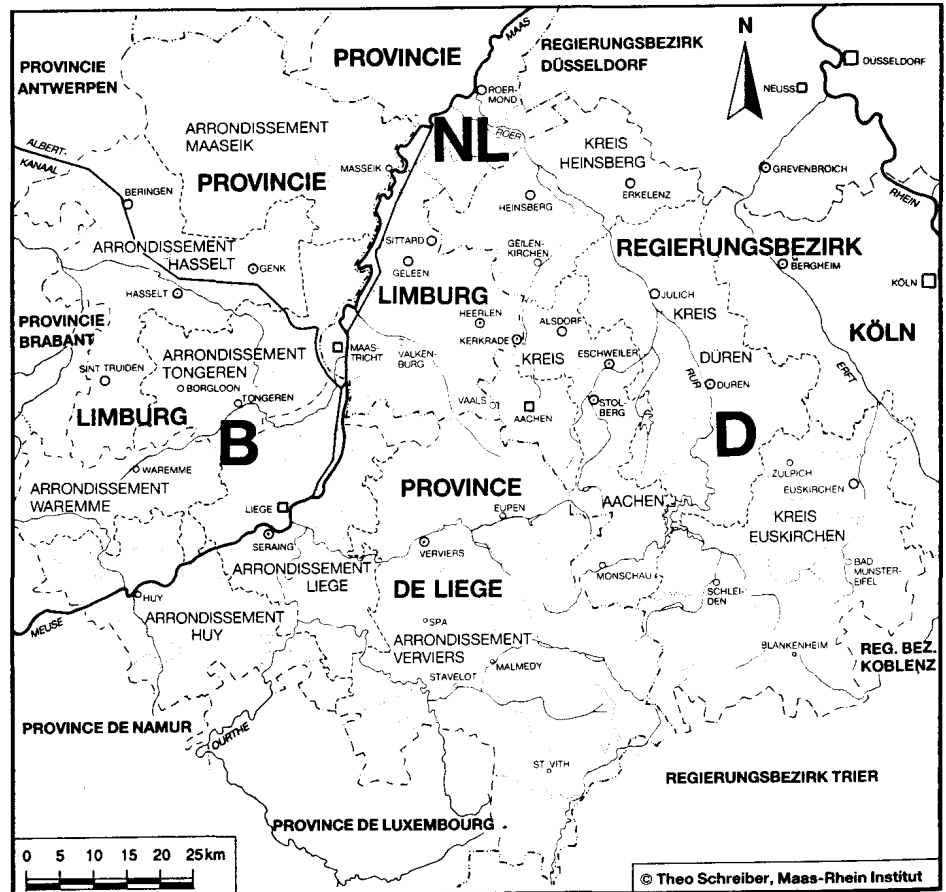 PROVINCIE
ANTWERPEN
PROVINCIE
MAAS
REGIERUNGSBEZIRK
DÜSSELDORF
N
DÜSSELDORF
NEUSS
ROER-
MOND
NL
ROER
ARRONDISSEMENT
MAASEIK
ALBERT-
KANAAL
MASSEIK
KREIS
HEINSBERG
GREVENBROICH
PROVINCIE
BERINGEN
HEINSBERG
ERKELENZ
RHEIN
ARRONDISSEMENT
HASSELT
GENK
SITTARD
GEILEN-
KIRCHEN
REGIERUNGSBEZIRK
BERGHEIM
GELEEN
KÖLN
HASSELT
LIMBURG
JULICH
PROVINCIE
BRABANT
HEERLEN
ALSDORF
KREIS
KÖLN
KERKRADE
MAAS-
TRICHT
VALKEN-
BURG
KREIS
ESCHWEILER
DÜREN
ARRONDISSEMENT
TONGEREN
SINT TRUIDEN
BORGLOON
RUR
DUREN
ERFT
TONGEREN
VAALS
AACHEN
STOL-
BERG
LIMBURG
B
D
WAREMME
ARRONDISSEMENT
WAREMME
ZULPICH
EUSKIRCHEN
PROVINCE
AACHEN
LIEGE
EUPEN
KREIS
EUSKIRCHEN
SERAING
VERVIERS
ARRONDISSEMENT
LIEGE
DE LIEGE
MONSCHAU
SCHLEI-
DEN
BAD
MUNSTER-
EIFEL
HUY
MEUSE
ARRONDISSEMENT
HUY
SPA
ARRONDISSEMENT
VERVIERS
BLANKENHEIM
REG. BEZ.
KOBLENZ
MALMEDY
STAVELOT
PROVINCE DE NAMUR
OURTHE
ST. VITH
REGIERUNGSBEZIRK TRIER
PROVINCE DE LUXEMBOURG
0 5 10 15 20 25 km
© Theo Schreiber, Maas-Rhein Institut